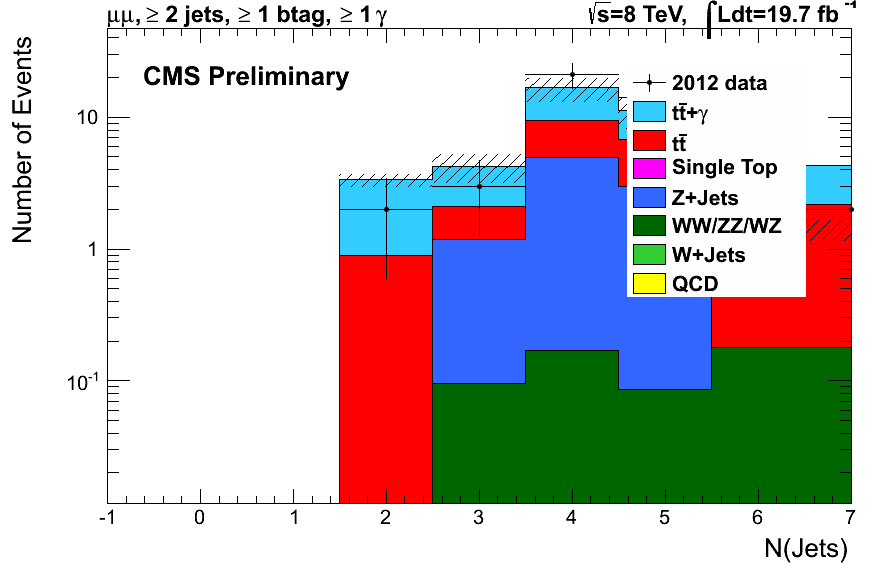 μμ, ≥ 2 jets, ≥ 1 btag, ≥ 1 γ
√s=8 TeV, ∫Ldt=19.7 fb⁻¹
CMS Preliminary
Number of Events
10
1
10⁻¹
2012 data
tt̄+γ
tt̄
Single Top
Z+Jets
WW/ZZ/WZ
W+Jets
QCD
-1 0 1 2 3 4 5 6 7
N(Jets)